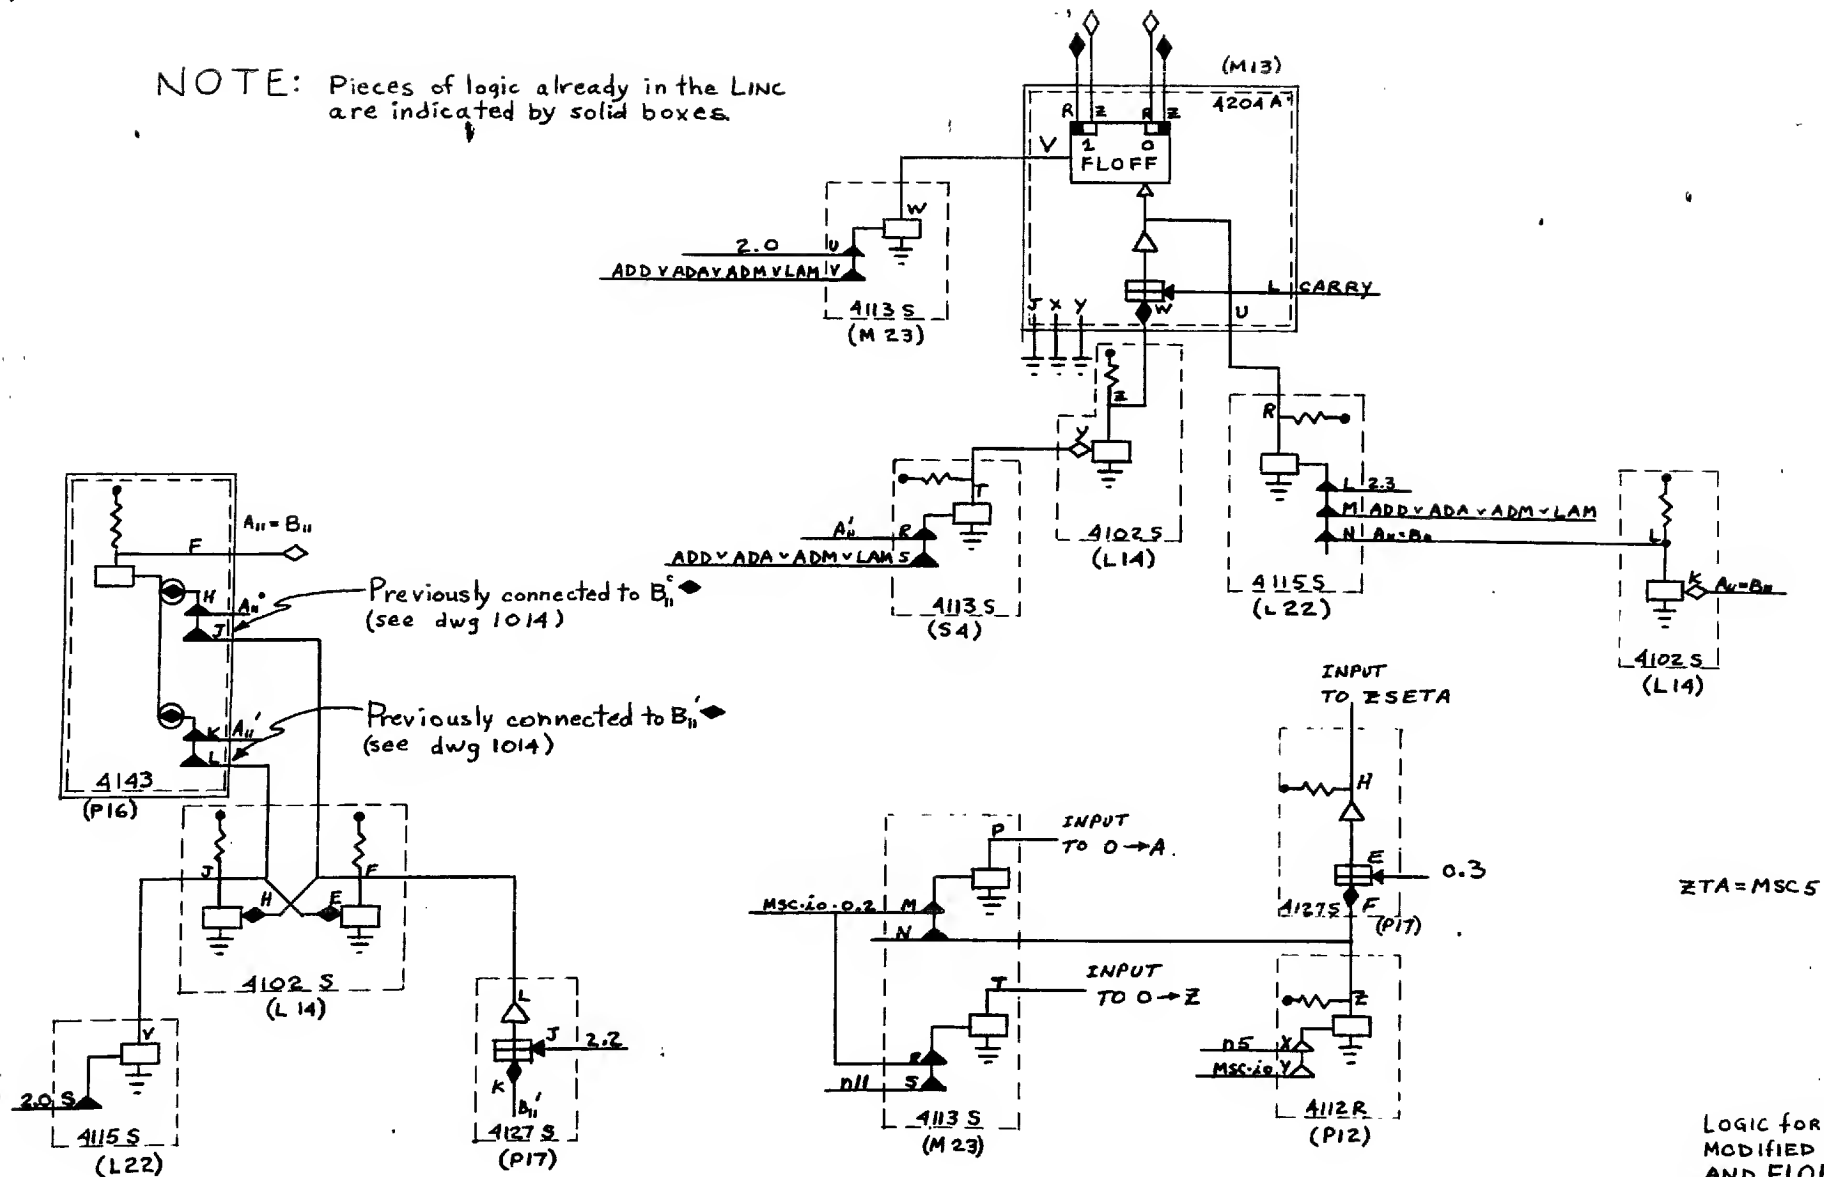 NOTE: Pieces of logic already in the LINC
are indicated by solid boxes.
(M13)
4204 A
R Z R Z
1 0
FLOFF
V
W
2.0 U
ADD v ADA v ADM v LAM V
4113 S
(M 23)
L CARRY
W
U
J X Y
Z
Y
4102 S
(L14)
T
A₁₁' R
ADD v ADA v ADM v LAM S
4113 S
(S4)
R
L 2.3
M ADD v ADA v ADM v LAM
N A₁₁=B₁₁
4115 S
(L22)
L
K A₁₁=B₁₁
4102 S
(L14)
A₁₁=B₁₁
F
H A₁₁°
J
Previously connected to B₁₁°
(see dwg 1014)
K A₁₁'
L
Previously connected to B₁₁'
(see dwg 1014)
4143
(P16)
J
H
E
F
4102 S
(L 14)
V
2.0 S
4115 S
(L22)
L
J 2.2
K
B₁₁'
4127 S
(P17)
P
INPUT
TO 0→A.
MSC·io·0.2 M
N
T
INPUT
TO 0→Z
R
n11 S
4113 S
(M 23)
INPUT
TO ZSETA
H
E
0.3
F
4127S
(P17)
Z
n5 X
MSC·io Y
4112 R
(P12)
ZTA=MSC5
LOGIC FOR
MODIFIED
AND